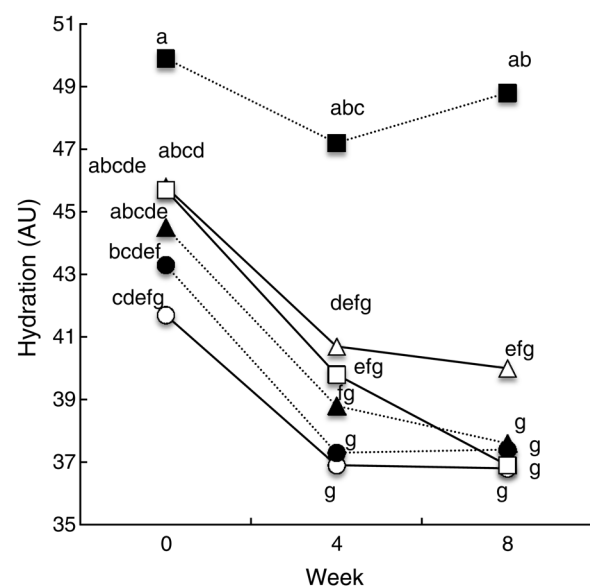 51
a
ab
49
abc
47
abcde
abcd
45
abcde
bcdef
43
cdefg
defg
41
efg
efg
39
fg
g
g
g
37
g
g
g
35
0
4
8
Week
Hydration (AU)